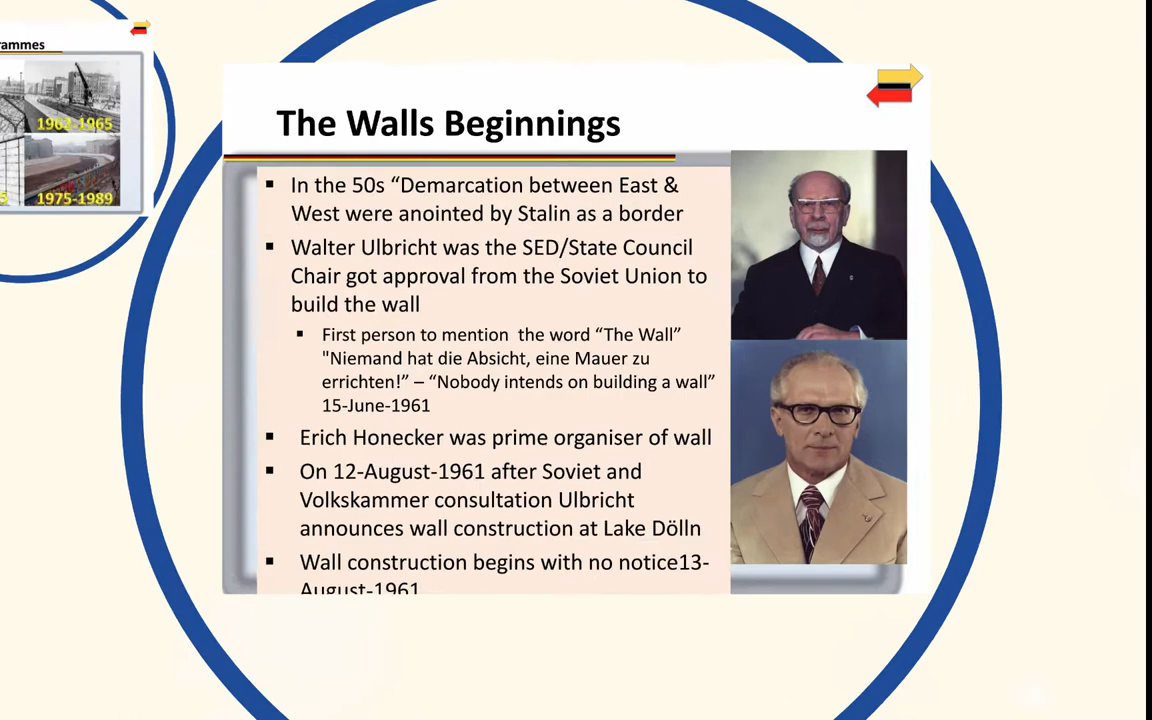 rammes
1962-1965
5
1975-1989
The Walls Beginnings
▪ In the 50s “Demarcation between East &
West were anointed by Stalin as a border
▪ Walter Ulbricht was the SED/State Council
Chair got approval from the Soviet Union to
build the wall
▪ First person to mention  the word “The Wall”
"Niemand hat die Absicht, eine Mauer zu
errichten!” – “Nobody intends on building a wall”
15-June-1961
▪ Erich Honecker was prime organiser of wall
▪ On 12-August-1961 after Soviet and
Volkskammer consultation Ulbricht
announces wall construction at Lake Dölln
▪ Wall construction begins with no notice13-
August-1961